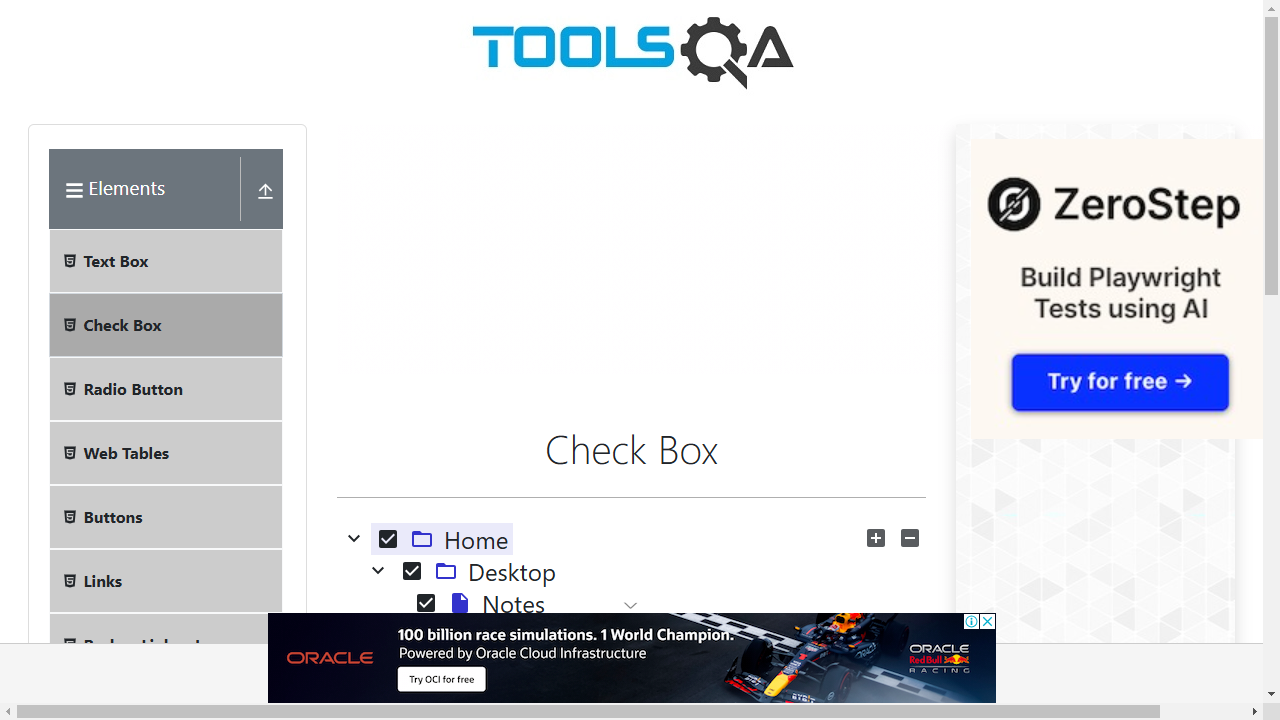 TOOLSQA
Elements
Text Box
Check Box
Radio Button
Web Tables
Buttons
Links
ZeroStep
Build Playwright
Tests using AI
Try for free →
Check Box
Home
Desktop
Notes
ORACLE
100 billion race simulations. 1 World Champion.
Powered by Oracle Cloud Infrastructure
Try OCI for free
ORACLE
Red Bull
RACING